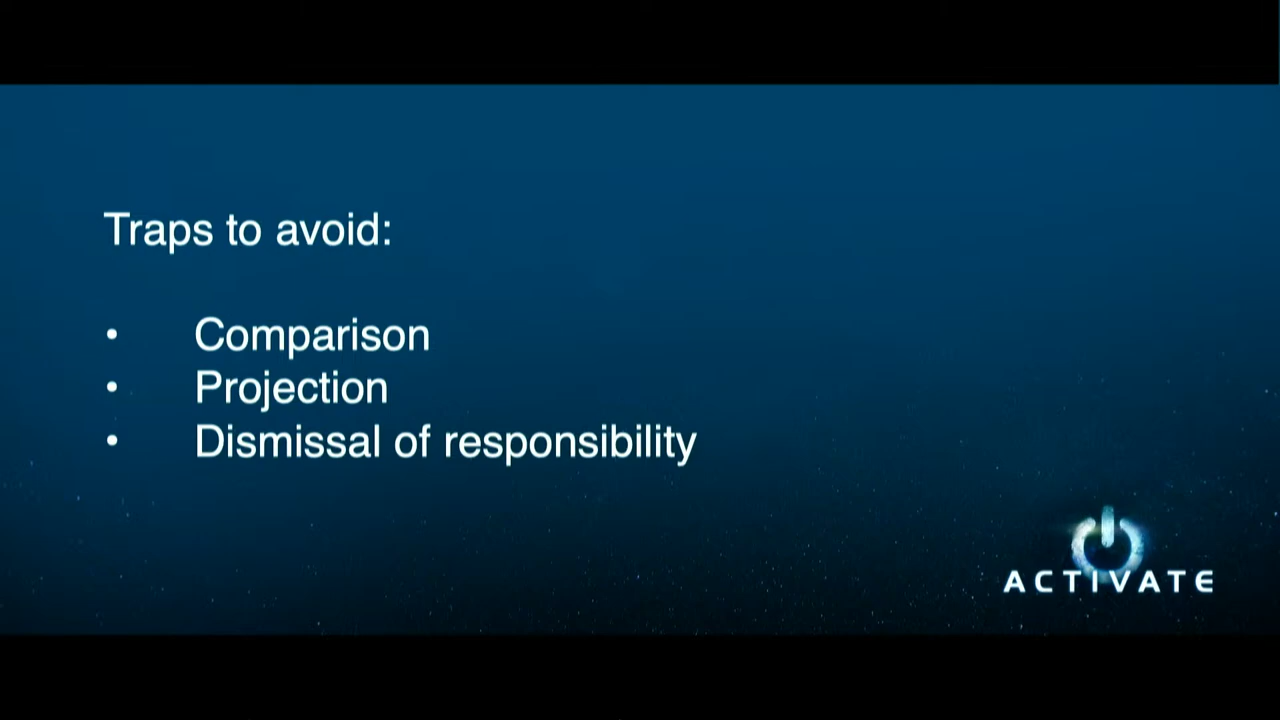 Traps to avoid:
• Comparison
• Projection
• Dismissal of responsibility
ACTIVATE